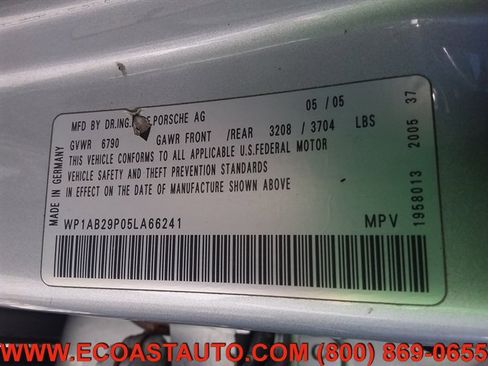 MFD BY DR.ING. .PORSCHE AG 05 / 05
GVWR 6790 GAWR FRONT /REAR 3208 / 3704 LBS
THIS VEHICLE CONFORMS TO ALL APPLICABLE U.S.FEDERAL MOTOR
VEHICLE SAFETY AND THEFT PREVENTION STANDARDS
IN EFFECT ON THE DATE OF MANUFACTURE SHOWN ABOVE
WP1AB29P05LA66241 MPV
MADE IN GERMANY
1958013 2005 37
WWW.ECOASTAUTO.COM (800) 869-0655